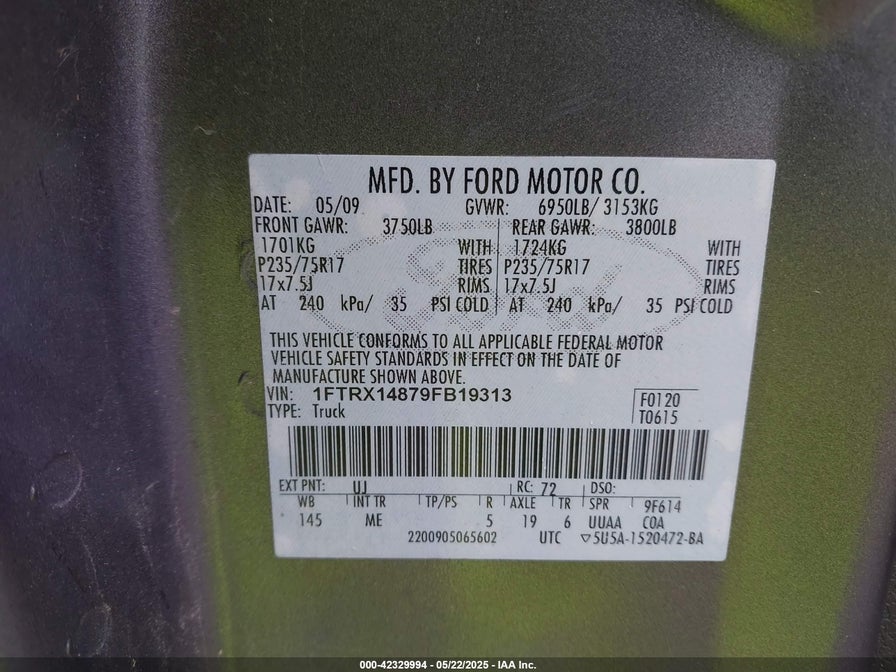 MFD. BY FORD MOTOR CO.
DATE: 05/09 GVWR: 6950LB/ 3153KG
FRONT GAWR: 3750LB REAR GAWR: 3800LB
1701KG WITH 1724KG WITH
P235/75R17 TIRES P235/75R17 TIRES
17x7.5J RIMS 17x7.5J RIMS
AT 240 kPa/ 35 PSI COLD AT 240 kPa/ 35 PSI COLD
THIS VEHICLE CONFORMS TO ALL APPLICABLE FEDERAL MOTOR
VEHICLE SAFETY STANDARDS IN EFFECT ON THE DATE OF
MANUFACTURE SHOWN ABOVE.
VIN: 1FTRX14879FB19313 F0120
TYPE: Truck T0615
EXT PNT: UJ RC: 72 DSO:
WB INT TR TP/PS R AXLE TR SPR 9F614
145 ME 5 19 6 UUAA COA
2200905065602 UTC ▽5U5A-1520472-BA
000-42329994 - 05/22/2025 - IAA Inc.